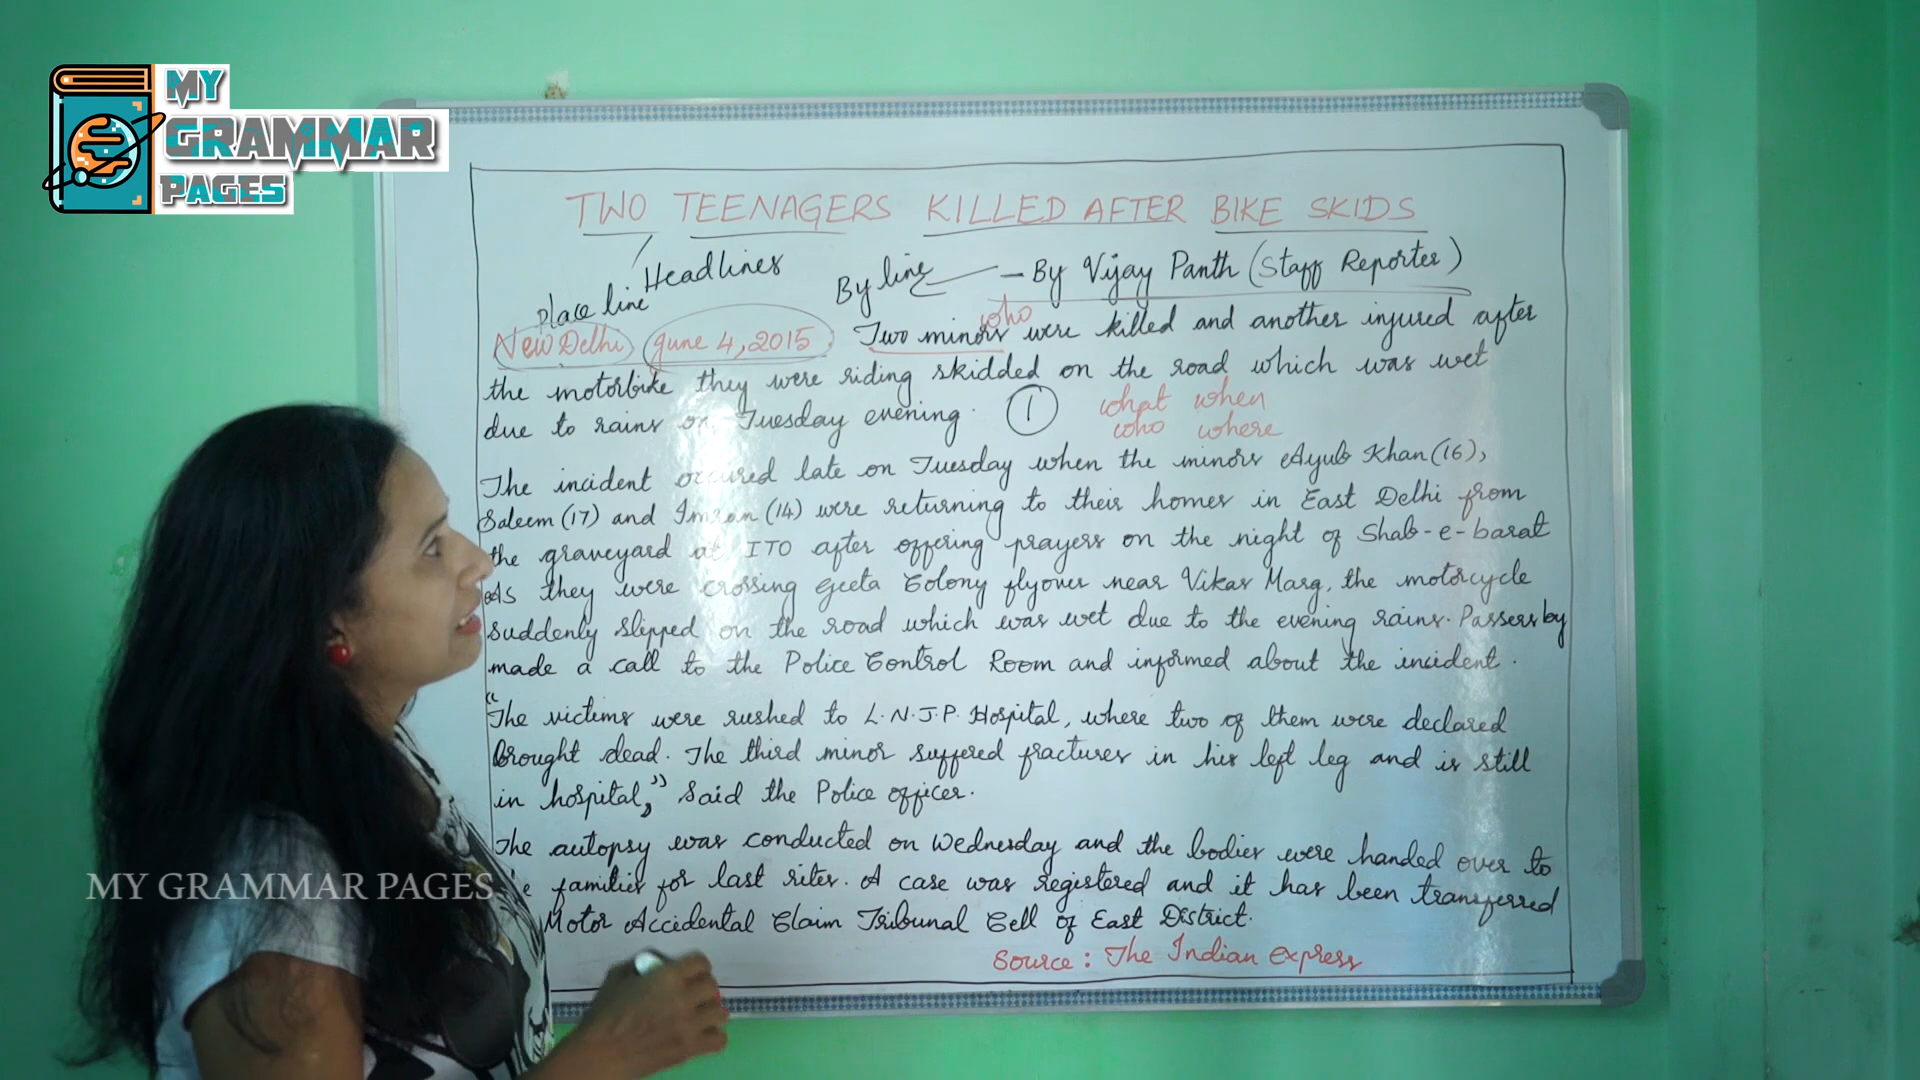 MY
GRAMMAR
PAGES
TWO TEENAGERS KILLED AFTER BIKE SKIDS
Headlines
By line
— By Vijay Panth (Staff Reporter)
Place line
who
New Delhi June 4, 2015 Two minors were killed and another injured after
the motorbike they were riding skidded on the road which was wet
due to rains on Tuesday evening. 1
what when
who where
The incident occured late on Tuesday when the minors Ayub Khan (16),
Saleem (17) and Imran (14) were returning to their homes in East Delhi from
the graveyard at ITO after offering prayers on the night of Shab-e-barat
As they were crossing Geeta Colony flyover near Vikas Marg, the motorcycle
suddenly slipped on the road which was wet due to the evening rains. Passersby
made a call to the Police Control Room and informed about the incident.
"The victims were rushed to L.N.J.P. Hospital, where two of them were declared
brought dead. The third minor suffered fractures in his left leg and is still
in hospital," said the Police officer.
The autopsy was conducted on Wednesday and the bodies were handed over to
families for last rites. A case was registered and it has been transferred
Motor Accidental Claim Tribunal Cell of East District.
Source : The Indian Express
MY GRAMMAR PAGES